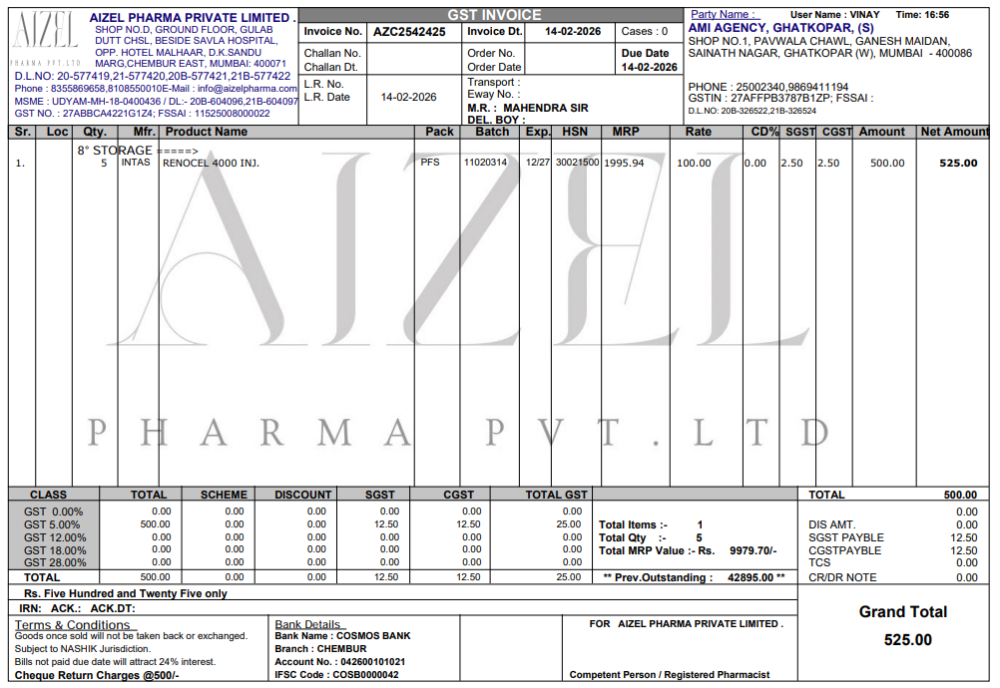 AIZEL
PHARMA PVT.LTD
AIZEL PHARMA PRIVATE LIMITED .
SHOP NO.D, GROUND FLOOR, GULAB
DUTT CHSL, BESIDE SAVLA HOSPITAL,
OPP. HOTEL MALHAAR, D.K.SANDU
MARG,CHEMBUR EAST, MUMBAI: 400071
D.L.NO: 20-577419,21-577420,20B-577421,21B-577422
Phone : 8355869658,8108550010E-Mail : info@aizelpharma.com
MSME : UDYAM-MH-18-0400436 / DL:- 20B-604096,21B-604097
GST NO. : 27ABBCA4221G1Z4; FSSAI : 11525008000022
GST INVOICE
Invoice No. AZC2542425 Invoice Dt. 14-02-2026 Cases : 0
Challan No. Order No. Due Date
Challan Dt. Order Date 14-02-2026
L.R. No. Transport :
L.R. Date 14-02-2026 Eway No. :
M.R. : MAHENDRA SIR
DEL. BOY :
Party Name : User Name : VINAY Time: 16:56
AMI AGENCY, GHATKOPAR, (S)
SHOP NO.1, PAVWALA CHAWL, GANESH MAIDAN,
SAINATH NAGAR, GHATKOPAR (W), MUMBAI - 400086
PHONE : 25002340,9869411194
GSTIN : 27AFFPB3787B1ZP; FSSAI :
D.L.NO: 20B-326522,21B-326524
Sr. Loc Qty. Mfr. Product Name Pack Batch Exp. HSN MRP Rate CD% SGST CGST Amount Net Amount
8° STORAGE =====>
1. 5 INTAS RENOCEL 4000 INJ. PFS 11020314 12/27 30021500 1995.94 100.00 0.00 2.50 2.50 500.00 525.00
AIZEL
PHARMA PVT.LTD
CLASS TOTAL SCHEME DISCOUNT SGST CGST TOTAL GST
GST 0.00% 0.00 0.00 0.00 0.00 0.00 0.00
GST 5.00% 500.00 0.00 0.00 12.50 12.50 25.00
GST 12.00% 0.00 0.00 0.00 0.00 0.00 0.00
GST 18.00% 0.00 0.00 0.00 0.00 0.00 0.00
GST 28.00% 0.00 0.00 0.00 0.00 0.00 0.00
TOTAL 500.00 0.00 0.00 12.50 12.50 25.00
Total Items :- 1
Total Qty :- 5
Total MRP Value :- Rs. 9979.70/-
** Prev.Outstanding : 42895.00 **
TOTAL 500.00
0.00
DIS AMT. 0.00
SGST PAYBLE 12.50
CGSTPAYBLE 12.50
TCS 0.00
CR/DR NOTE 0.00
Rs. Five Hundred and Twenty Five only
IRN: ACK.: ACK.DT:
Grand Total
525.00
Terms & Conditions
Goods once sold will not be taken back or exchanged.
Subject to NASHIK Jurisdiction.
Bills not paid due date will attract 24% interest.
Cheque Return Charges @500/-
Bank Details
Bank Name : COSMOS BANK
Branch : CHEMBUR
Account No. : 042600101021
IFSC Code : COSB0000042
FOR AIZEL PHARMA PRIVATE LIMITED .
Competent Person / Registered Pharmacist